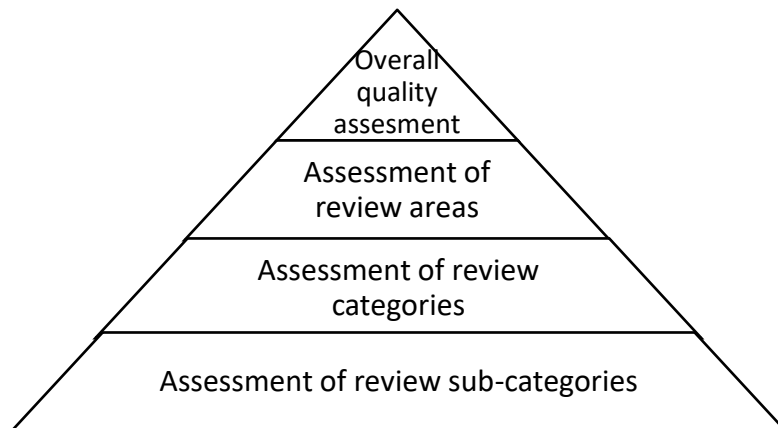 Overall
quality
assesment
Assessment of
review areas
Assessment of review
categories
Assessment of review sub-categories